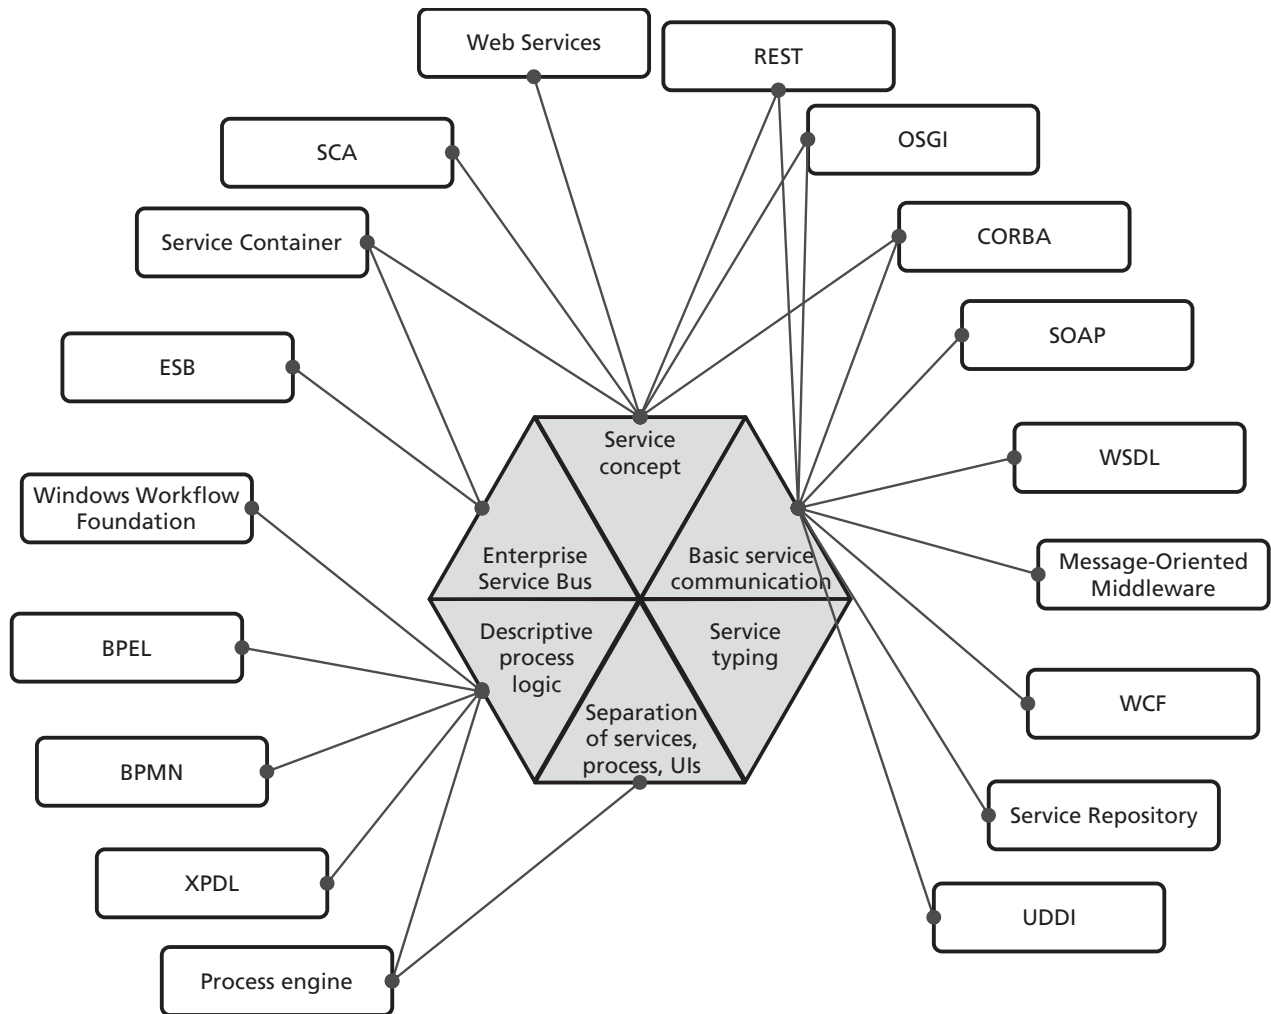 Web Services
REST
SCA
OSGI
Service Container
CORBA
ESB
SOAP
Service
concept
WSDL
Windows Workflow
Foundation
Enterprise
Service Bus
Basic service
communication
Message-Oriented
Middleware
BPEL
Descriptive
process
logic
Service
typing
Separation
of services,
process, UIs
WCF
BPMN
Service Repository
XPDL
UDDI
Process engine